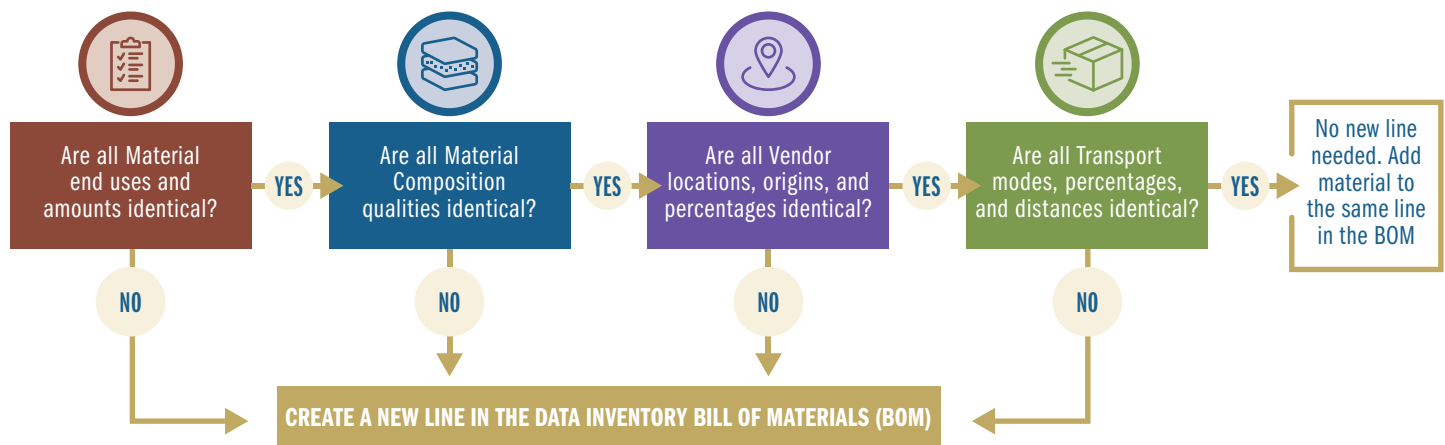 Are all Material
end uses and
amounts identical?
YES
Are all Material
Composition
qualities identical?
YES
Are all Vendor
locations, origins, and
percentages identical?
YES
Are all Transport
modes, percentages,
and distances identical?
YES
No new line
needed. Add
material to
the same line
in the BOM
NO
NO
NO
NO
CREATE A NEW LINE IN THE DATA INVENTORY BILL OF MATERIALS (BOM)